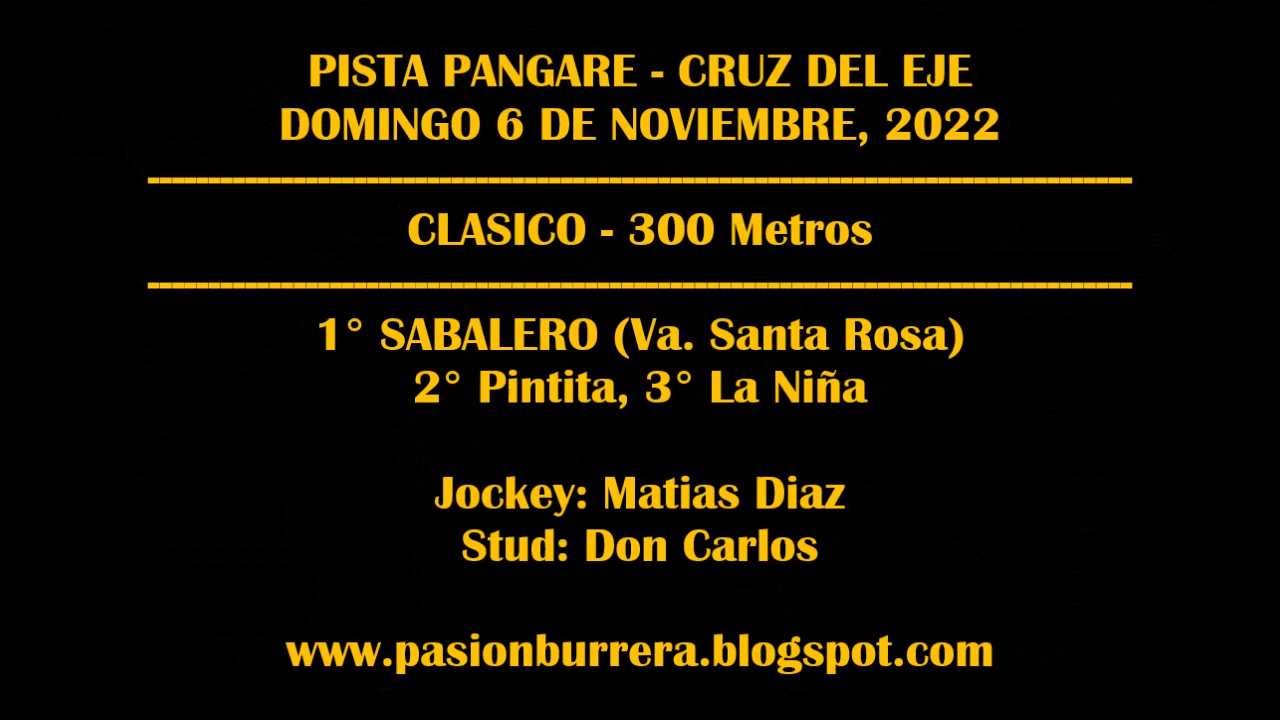 PISTA PANGARE - CRUZ DEL EJE
DOMINGO 6 DE NOVIEMBRE, 2022
CLASICO - 300 Metros
1° SABALERO (Va. Santa Rosa)
2° Pintita, 3° La Niña
Jockey: Matias Diaz
Stud: Don Carlos
www.pasionburrera.blogspot.com